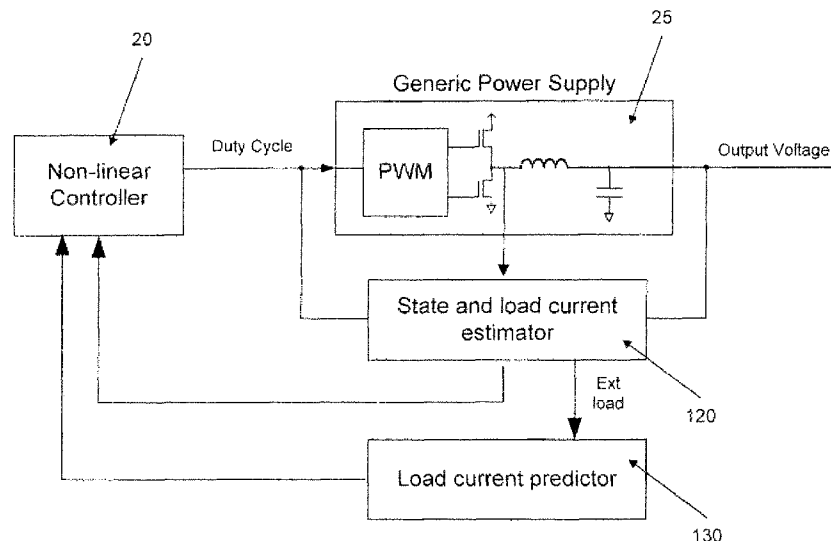 20
25
Generic Power Supply
Non-linear
Controller
Duty Cycle
PWM
Output Voltage
State and load current
estimator
Ext
load
120
Load current predictor
130